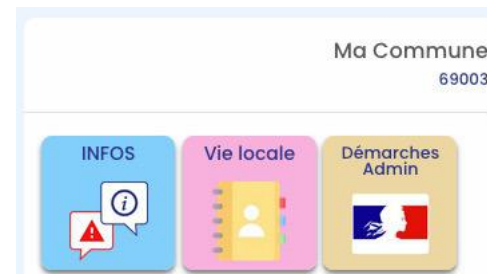 Ma Commune
69003
INFOS
Vie locale
Démarches
Admin
i